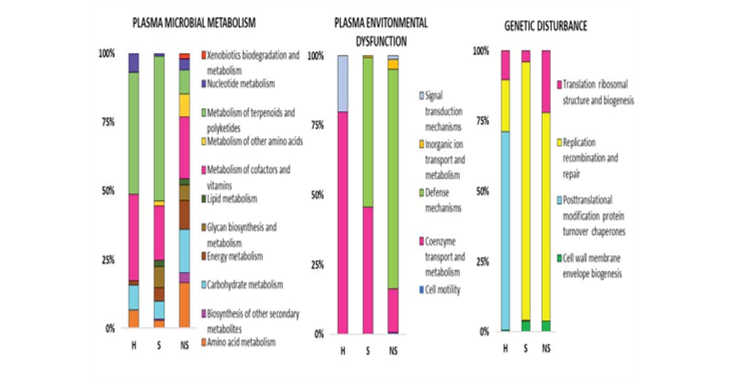 PLASMA MICROBIAL METABOLISM
100%
75%
50%
25%
0%
H
S
NS
Xenobiotics biodegradation and
metabolism
Nucleotide metabolism
Metabolism of terpenoids and
polyketides
Metabolism of other amino acids
Metabolism of cofactors and
vitamins
Lipid metabolism
Glycan biosynthesis and
metabolism
Energy metabolism
Carbohydrate metabolism
Biosynthesis of other secondary
metabolites
Amino acid metabolism
PLASMA ENVITIONMENTAL
DYSFUNCTION
100%
75%
50%
25%
0%
H
S
NS
Signal
transduction
mechanisms
Inorganic ion
transport and
metabolism
Defense
mechanisms
Coenzyme
transport and
metabolism
Cell motility
GENETIC DISTURBANCE
100%
75%
50%
25%
0%
H
S
NS
Translation ribosomal
structure and biogenesis
Replication
recombination and
repair
Posttranslational
modification protein
turnover chaperones
Cell wall membrane
envelope biogenesis